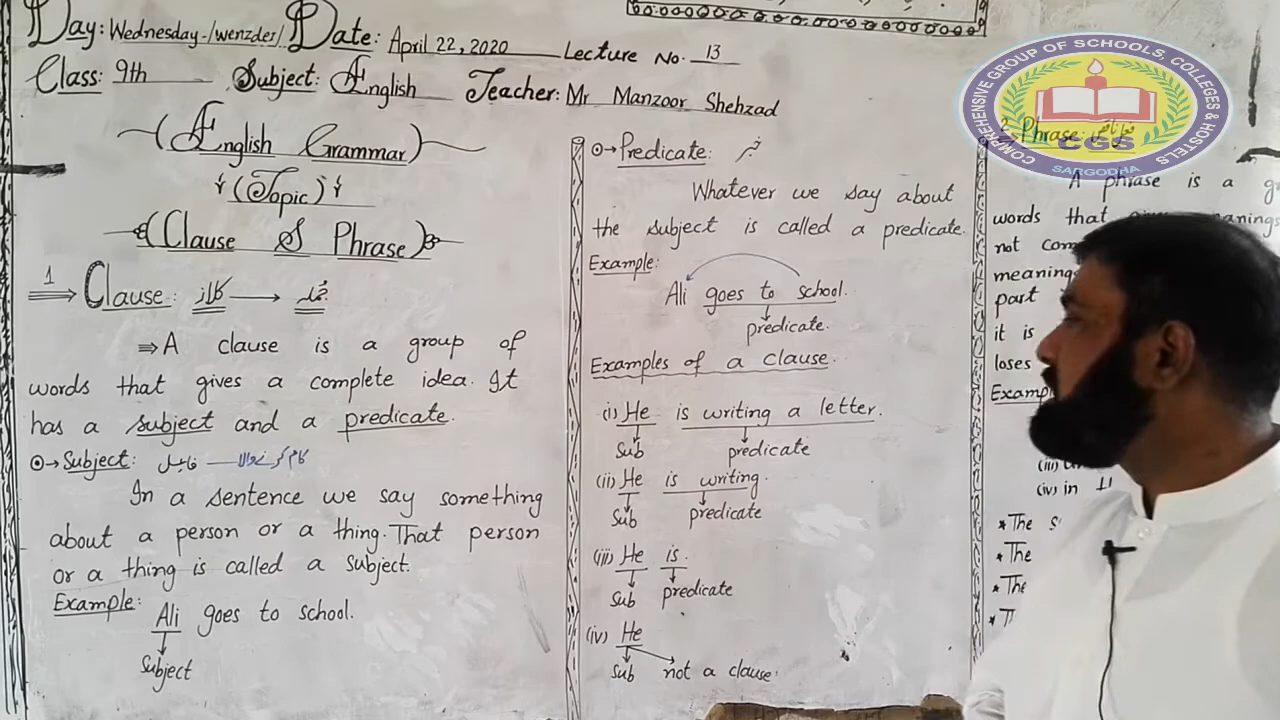 Day: Wednesday-/wenzdei/ Date: April 22, 2020 Lecture No. 13
Class: 9th Subject: English Teacher: Mr Manzoor Shehzad
English Grammar
(Topic)
(Clause & Phrase)
1 Clause: کلاز → جملہ
⇒ A clause is a group of
words that gives a complete idea. It
has a subject and a predicate.
⊙→ Subject: فاعل — کام کرنے والا
In a sentence we say something
about a person or a thing. That person
or a thing is called a subject.
Example:
Ali goes to school.
Subject
⊙→ Predicate: خبر
Whatever we say about
the subject is called a predicate.
Example:
Ali goes to school.
predicate.
Examples of a clause.
(i) He is writing a letter.
Sub predicate
(ii) He is writing.
Sub predicate
(iii) He is.
Sub predicate
(iv) He
Sub not a clause.
Phrase:
A phrase is a
words that
not
meaning
part
it is
loses
(iii)
(iv) in
* The
* The
* The
COMPREHENSIVE GROUP OF SCHOOLS, COLLEGES & HOSTELS
CGS
SARGODHA